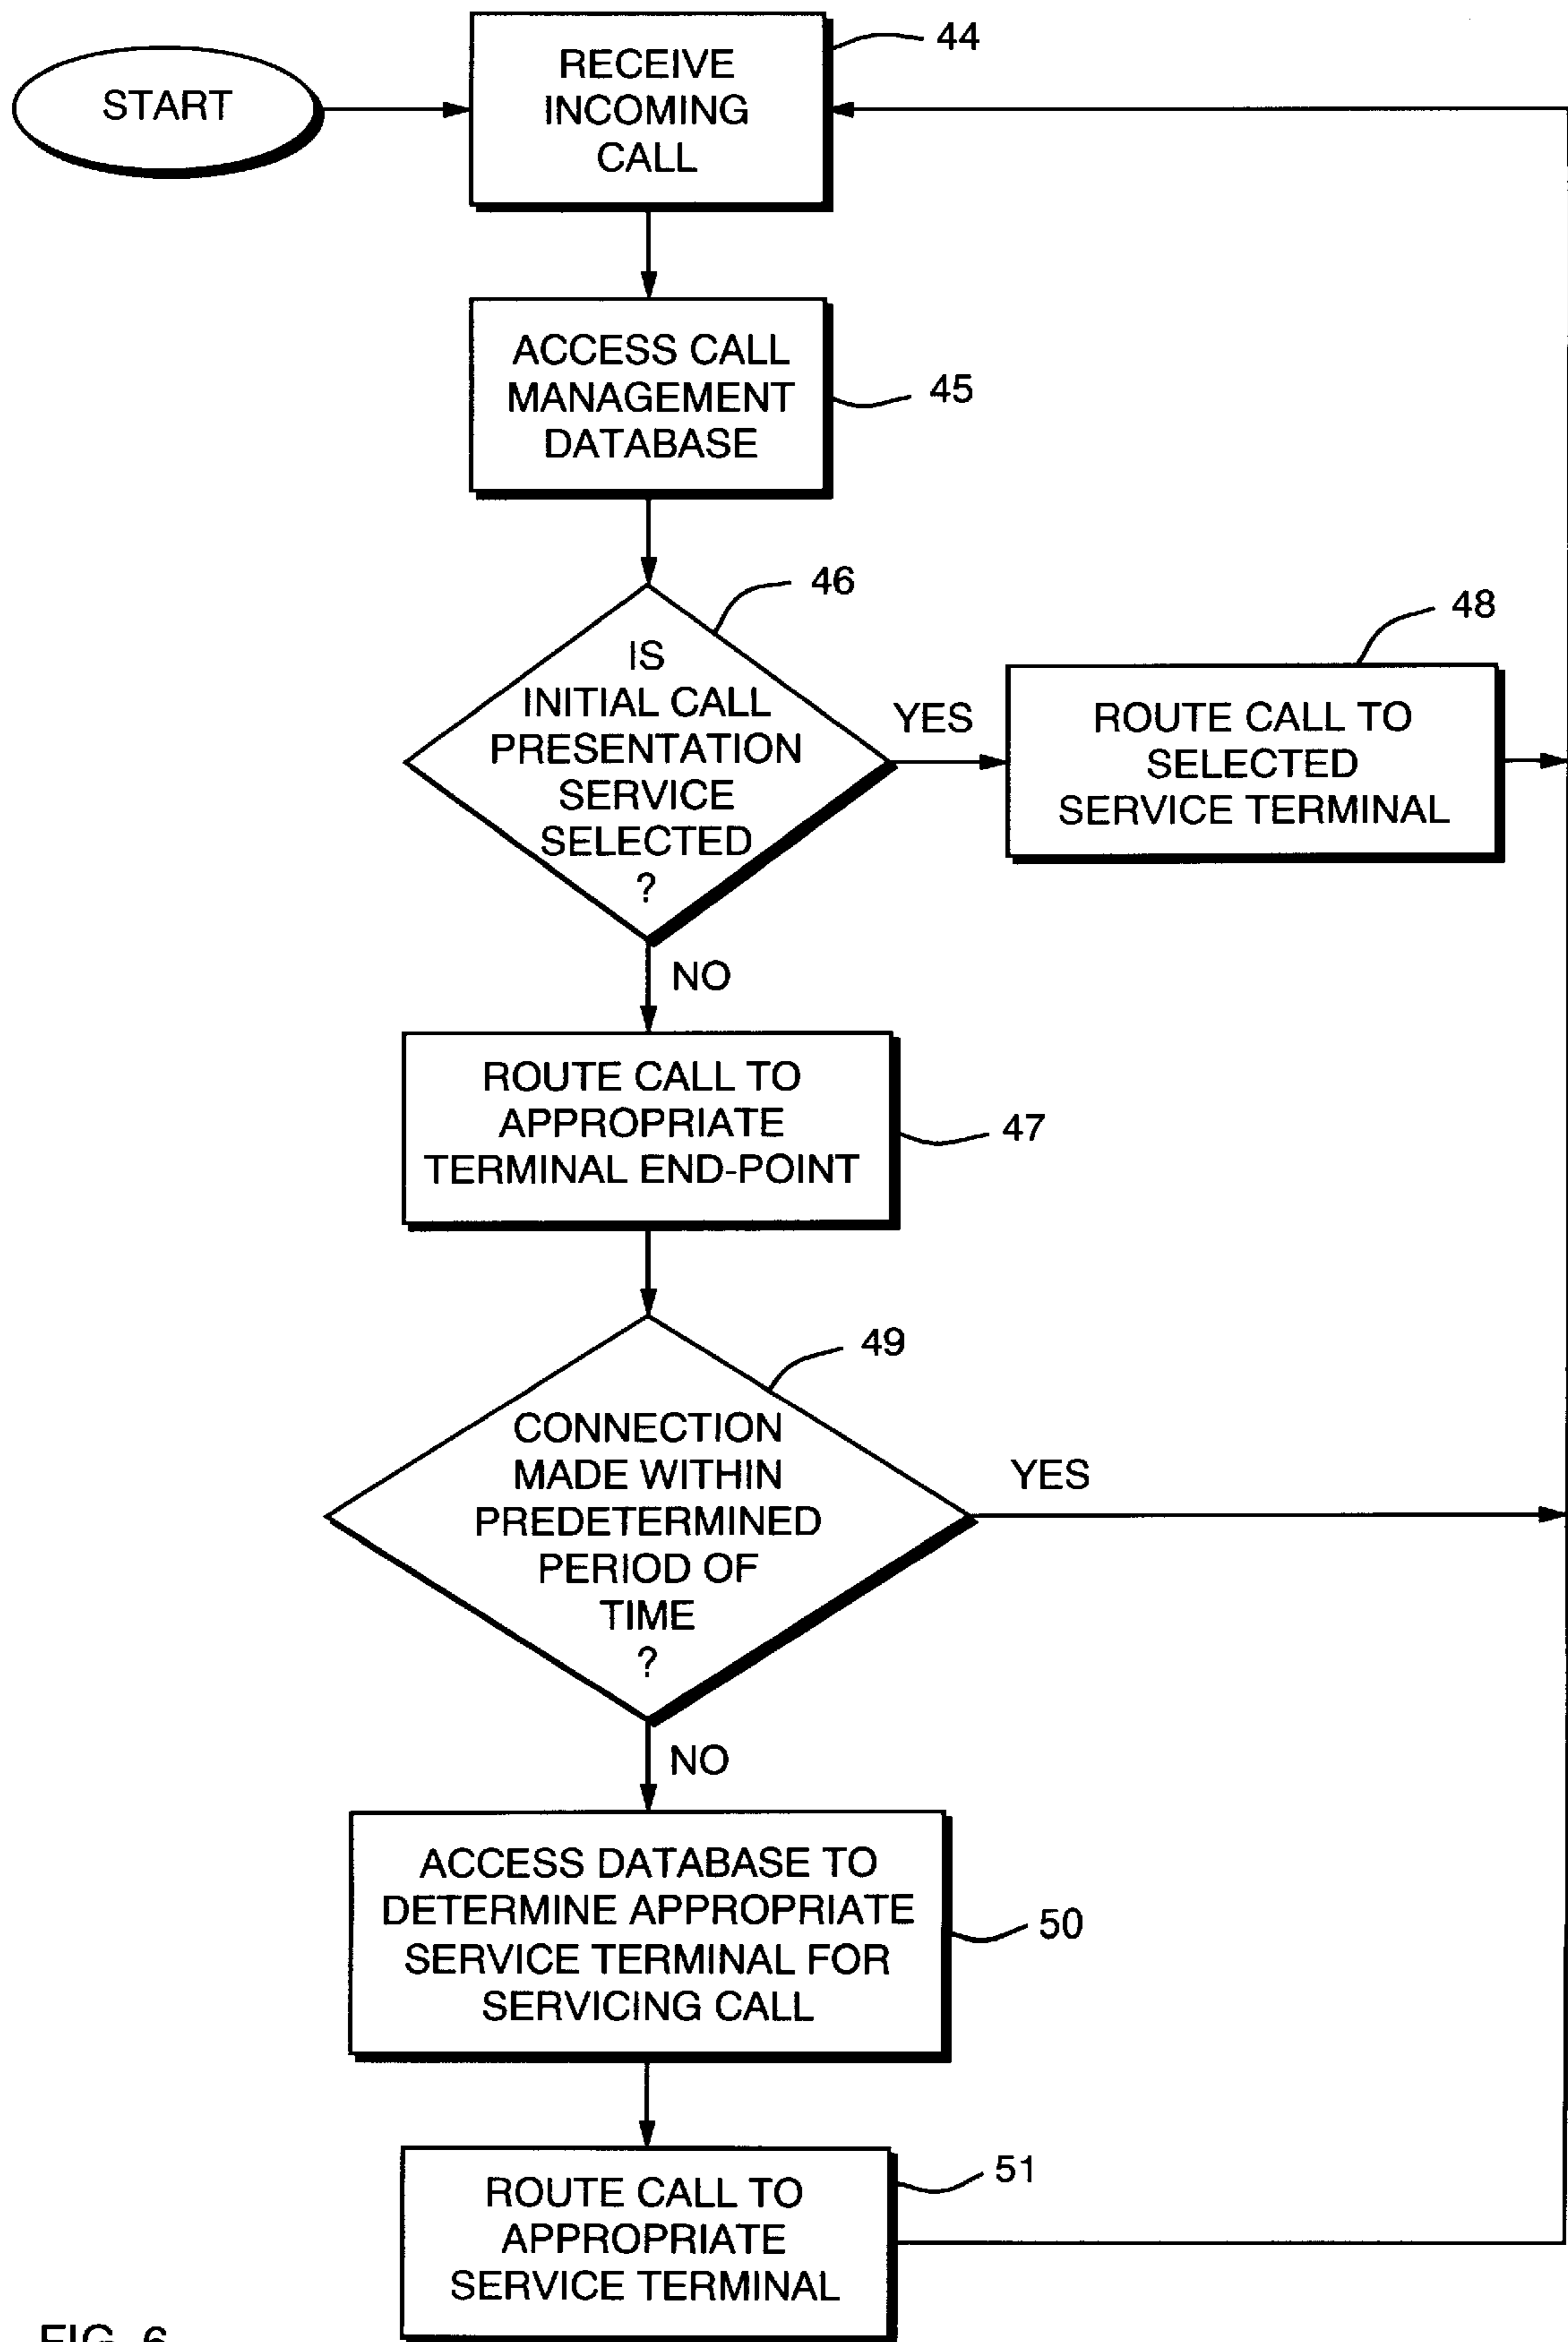 START
RECEIVE
INCOMING
CALL
44
ACCESS CALL
MANAGEMENT
DATABASE
45
46
IS
INITIAL CALL
PRESENTATION
SERVICE
SELECTED
?
YES
48
ROUTE CALL TO
SELECTED
SERVICE TERMINAL
NO
ROUTE CALL TO
APPROPRIATE
TERMINAL END-POINT
47
49
CONNECTION
MADE WITHIN
PREDETERMINED
PERIOD OF
TIME
?
YES
NO
ACCESS DATABASE TO
DETERMINE APPROPRIATE
SERVICE TERMINAL FOR
SERVICING CALL
50
ROUTE CALL TO
APPROPRIATE
SERVICE TERMINAL
51
FIG. 6